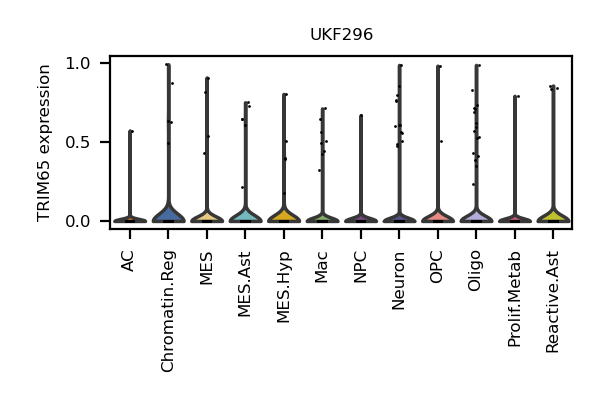 UKF296
TRIM65 expression
1.0
0.5
0.0
AC
Chromatin.Reg
MES
MES.Ast
MES.Hyp
Mac
NPC
Neuron
OPC
Oligo
Prolif.Metab
Reactive.Ast